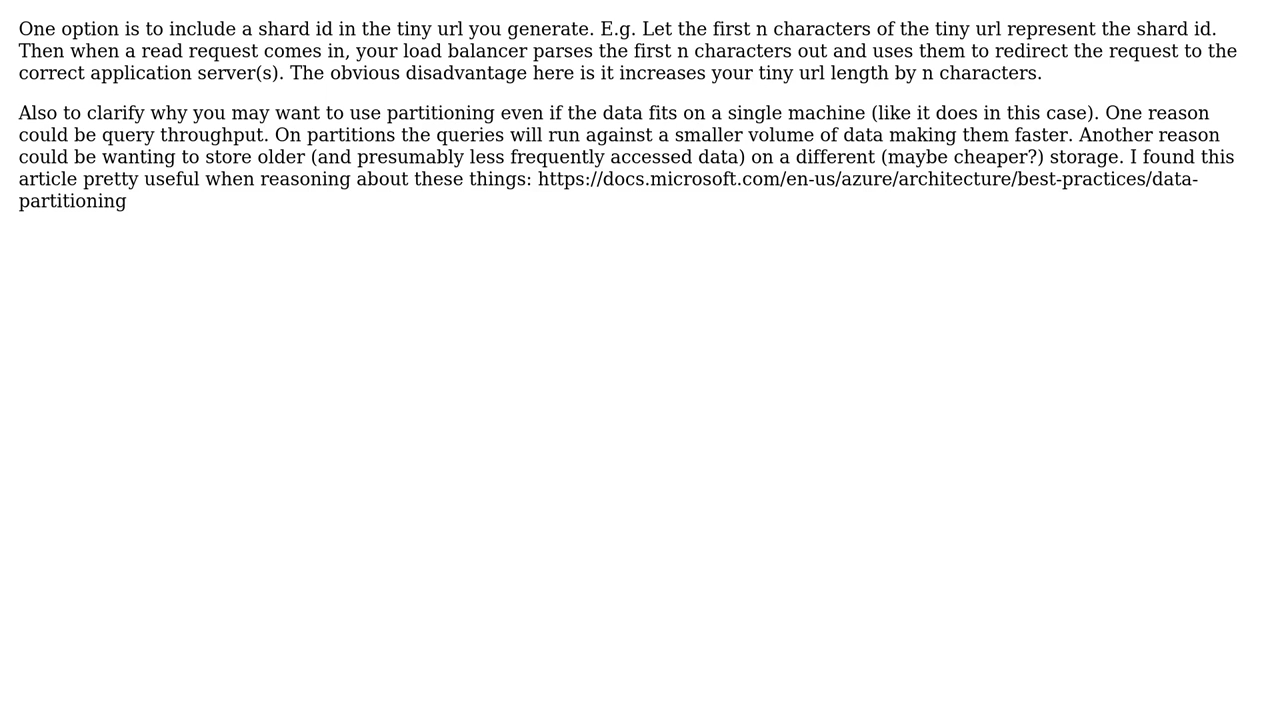 One option is to include a shard id in the tiny url you generate. E.g. Let the first n characters of the tiny url represent the shard id.
Then when a read request comes in, your load balancer parses the first n characters out and uses them to redirect the request to the
correct application server(s). The obvious disadvantage here is it increases your tiny url length by n characters.
Also to clarify why you may want to use partitioning even if the data fits on a single machine (like it does in this case). One reason
could be query throughput. On partitions the queries will run against a smaller volume of data making them faster. Another reason
could be wanting to store older (and presumably less frequently accessed data) on a different (maybe cheaper?) storage. I found this
article pretty useful when reasoning about these things: https://docs.microsoft.com/en-us/azure/architecture/best-practices/data-
partitioning